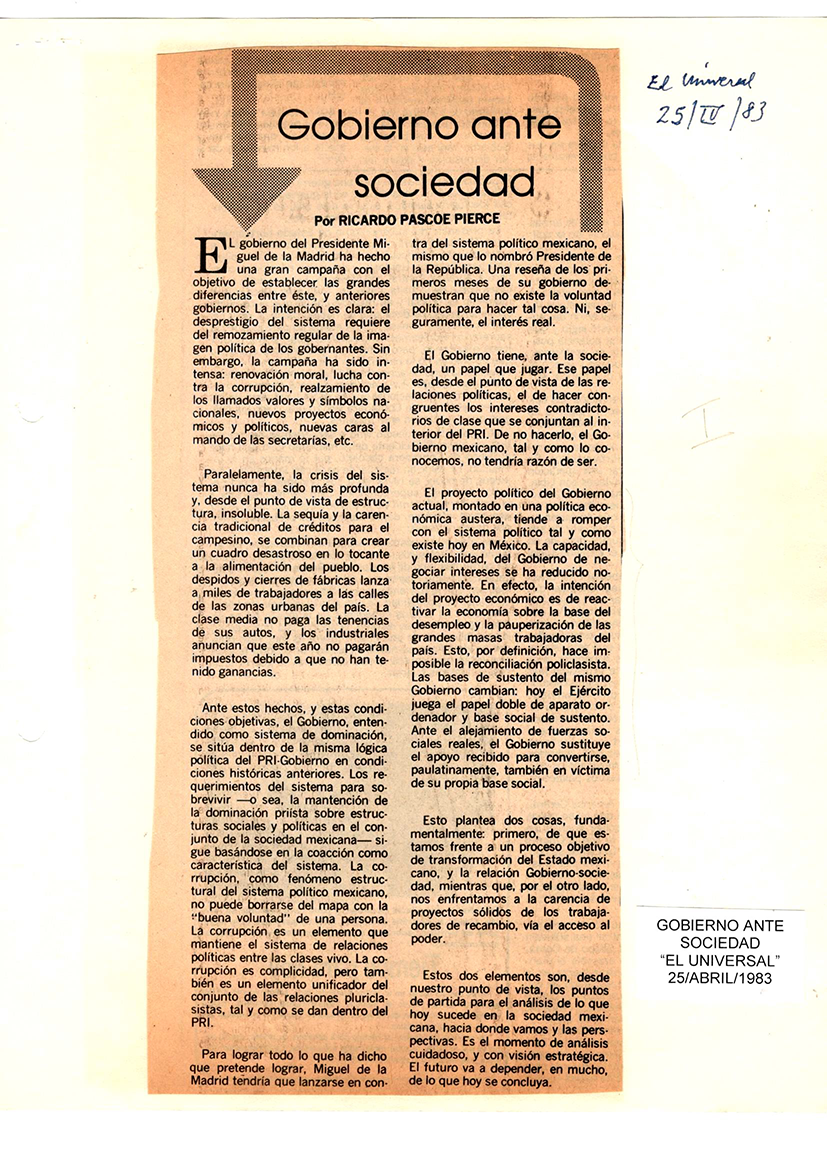 El Universal
25/IV/83
Gobierno ante
sociedad
Por RICARDO PASCOE PIERCE
EL gobierno del Presidente Mi-
guel de la Madrid ha hecho
una gran campaña con el
objetivo de establecer las grandes
diferencias entre éste, y anteriores
gobiernos. La intención es clara: el
desprestigio del sistema requiere
del remozamiento regular de la ima-
gen política de los gobernantes. Sin
embargo, la campaña ha sido in-
tensa: renovación moral, lucha con-
tra la corrupción, realzamiento de
los llamados valores y símbolos na-
cionales, nuevos proyectos econó-
micos y políticos, nuevas caras al
mando de las secretarías, etc.
Paralelamente, la crisis del sis-
tema nunca ha sido más profunda
y, desde el punto de vista de estruc-
tura, insoluble. La sequía y la caren-
cia tradicional de créditos para el
campesino, se combinan para crear
un cuadro desastroso en lo tocante
a la alimentación del pueblo. Los
despidos y cierres de fábricas lanza
a miles de trabajadores a las calles
de las zonas urbanas del país. La
clase media no paga las tenencias
de sus autos, y los industriales
anuncian que este año no pagarán
impuestos debido a que no han te-
nido ganancias.
Ante estos hechos, y estas condi-
ciones objetivas, el Gobierno, enten-
dido como sistema de dominación,
se sitúa dentro de la misma lógica
política del PRI-Gobierno en condi-
ciones históricas anteriores. Los re-
querimientos del sistema para so-
brevivir —o sea, la mantención de
la dominación priísta sobre estruc-
turas sociales y políticas en el con-
junto de la sociedad mexicana— si-
gue basándose en la coacción como
característica del sistema. La co-
rrupción, como fenómeno estruc-
tural del sistema político mexicano,
no puede borrarse del mapa con la
"buena voluntad" de una persona.
La corrupción es un elemento que
mantiene el sistema de relaciones
políticas entre las clases vivo. La co-
rrupción es complicidad, pero tam-
bién es un elemento unificador del
conjunto de las relaciones pluricla-
sistas, tal y como se dan dentro del
PRI.
Para lograr todo lo que ha dicho
que pretende lograr, Miguel de la
Madrid tendría que lanzarse en con-
tra del sistema político mexicano, el
mismo que lo nombró Presidente de
la República. Una reseña de los pri-
meros meses de su gobierno de-
muestran que no existe la voluntad
política para hacer tal cosa. Ni, se-
guramente, el interés real.
El Gobierno tiene, ante la socie-
dad, un papel que jugar. Ese papel
es, desde el punto de vista de las re-
laciones políticas, el de hacer con-
gruentes los intereses contradicto-
rios de clase que se conjuntan al in-
terior del PRI. De no hacerlo, el Go-
bierno mexicano, tal y como lo co-
nocemos, no tendría razón de ser.
El proyecto político del Gobierno
actual, montado en una política eco-
nómica austera, tiende a romper
con el sistema político tal y como
existe hoy en México. La capacidad,
y flexibilidad, del Gobierno de ne-
gociar intereses se ha reducido no-
toriamente. En efecto, la intención
del proyecto económico es de reac-
tivar la economía sobre la base del
desempleo y la pauperización de las
grandes masas trabajadoras del
país. Esto, por definición, hace im-
posible la reconciliación policlasista.
Las bases de sustento del mismo
Gobierno cambian: hoy el Ejército
juega el papel doble de aparato or-
denador y base social de sustento.
Ante el alejamiento de fuerzas so-
ciales reales, el Gobierno sustituye
el apoyo recibido para convertirse,
paulatinamente, también en víctima
de su propia base social.
Esto plantea dos cosas, funda-
mentalmente: primero, de que es-
tamos frente a un proceso objetivo
de transformación del Estado mexi-
cano, y la relación Gobierno-socie-
dad, mientras que, por el otro lado,
nos enfrentamos a la carencia de
proyectos sólidos de los trabaja-
dores de recambio, vía el acceso al
poder.
Estos dos elementos son, desde
nuestro punto de vista, los puntos
de partida para el análisis de lo que
hoy sucede en la sociedad mexi-
cana, hacia donde vamos y las pers-
pectivas. Es el momento de análisis
cuidadoso, y con visión estratégica.
El futuro va a depender, en mucho,
de lo que hoy se concluya.
I
GOBIERNO ANTE
SOCIEDAD
“EL UNIVERSAL”
25/ABRIL/1983